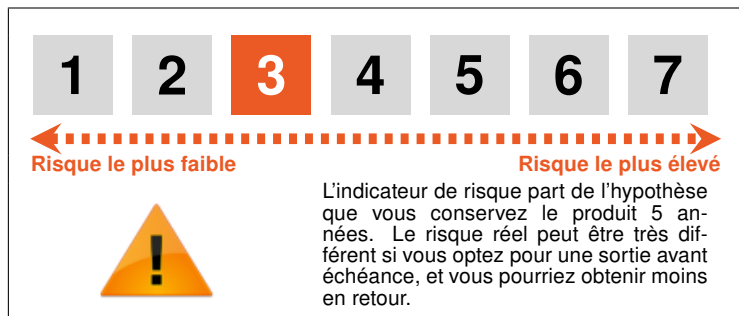 1 2 3 4 5 6 7
Risque le plus faible Risque le plus élevé
L'indicateur de risque part de l'hypothèse
que vous conservez le produit 5 an-
nées. Le risque réel peut être très dif-
férent si vous optez pour une sortie avant
échéance, et vous pourriez obtenir moins
en retour.